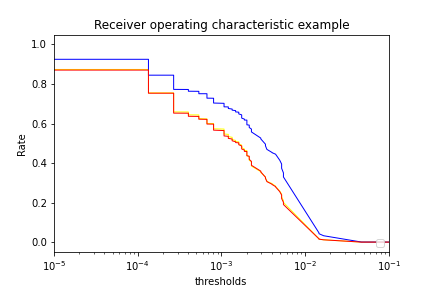 Receiver operating characteristic example
1.0
0.8
0.6
0.4
0.2
0.0
Rate
10⁻⁵ 10⁻⁴ 10⁻³ 10⁻² 10⁻¹
thresholds